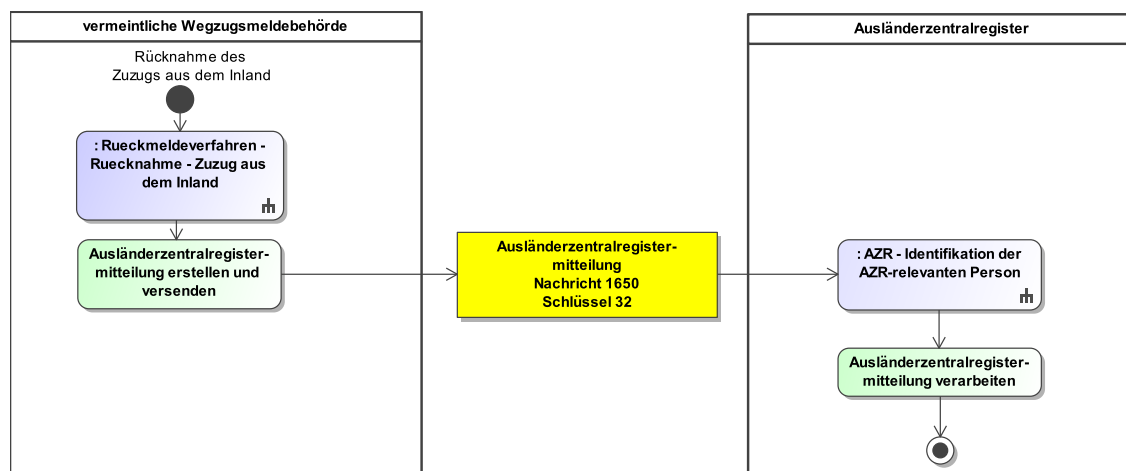 vermeintliche Wegzugsmeldebehörde
Rücknahme des
Zuzugs aus dem Inland
: Rueckmeldeverfahren -
Ruecknahme - Zuzug aus
dem Inland
Ausländerzentralregister-
mitteilung erstellen und
versenden
Ausländerzentralregister-
mitteilung
Nachricht 1650
Schlüssel 32
Ausländerzentralregister
: AZR - Identifikation der
AZR-relevanten Person
Ausländerzentralregister-
mitteilung verarbeiten